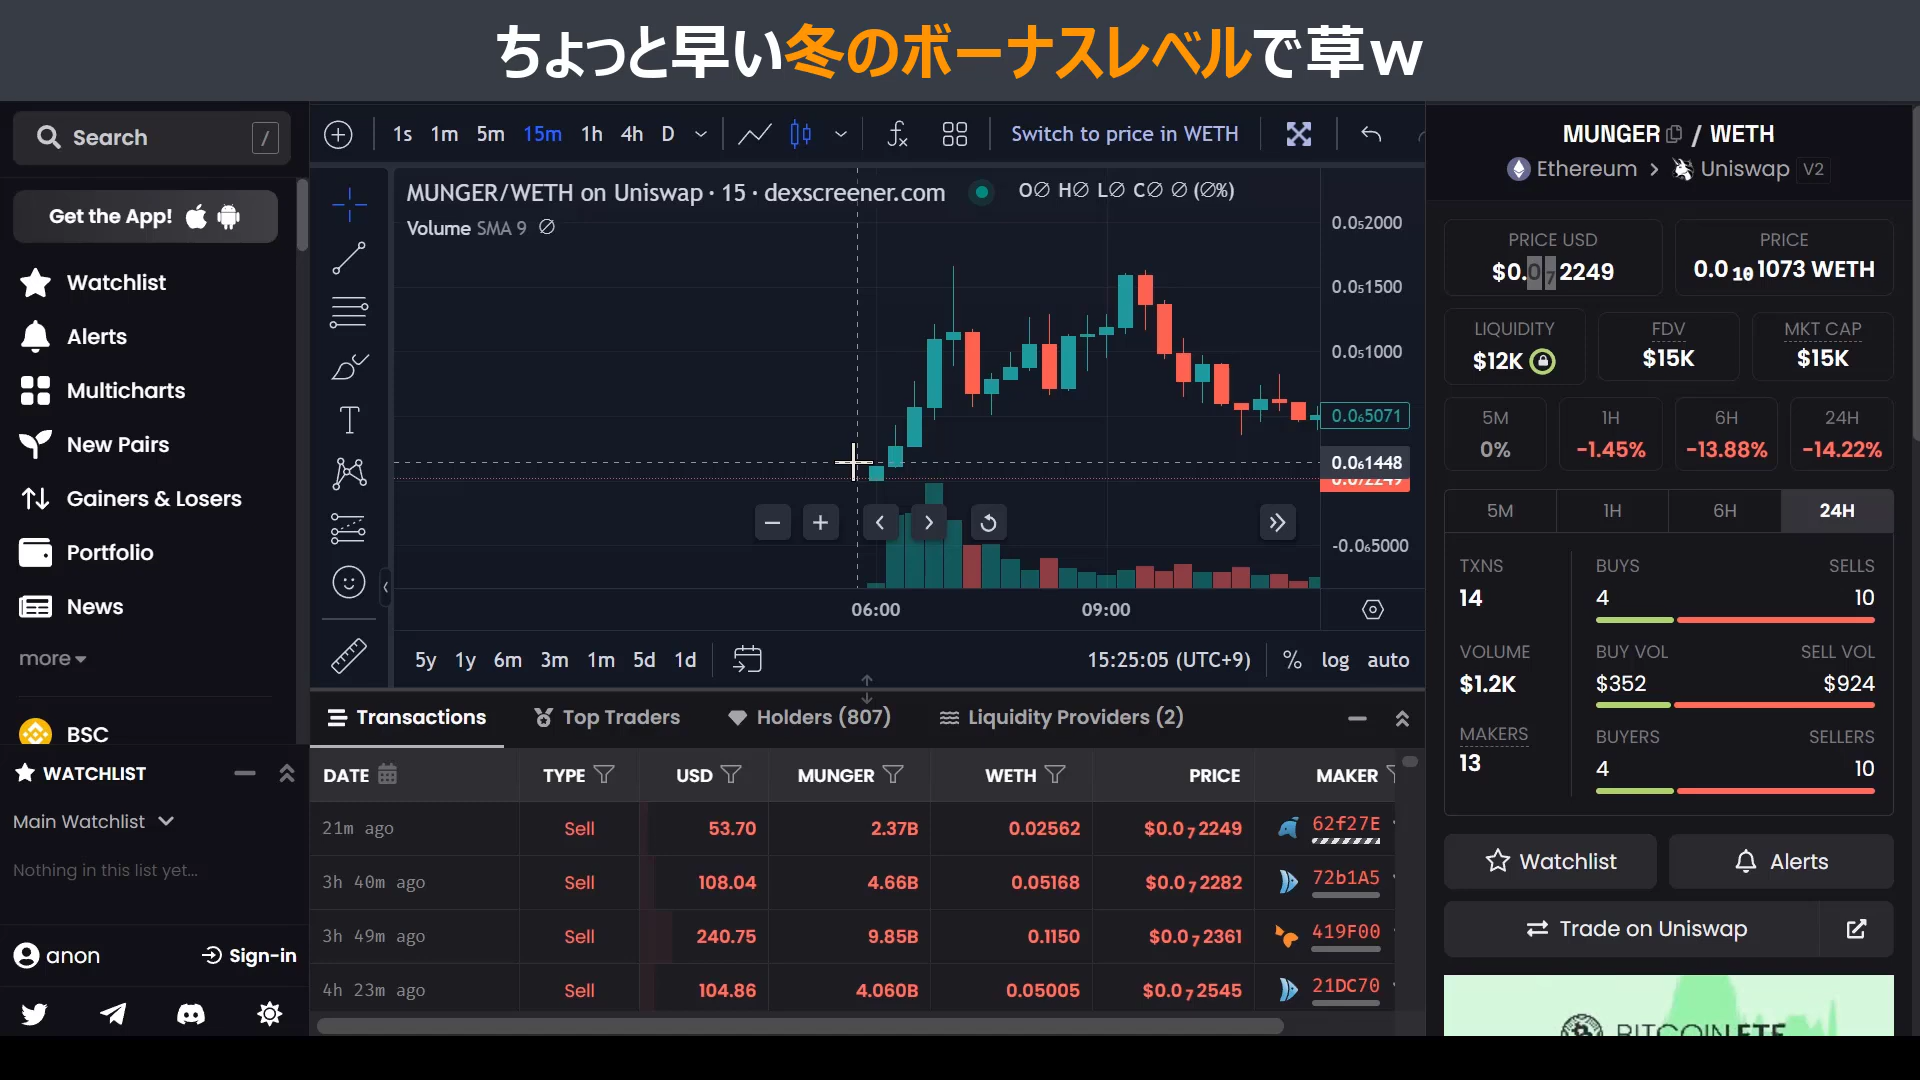 ちょっと早い冬のボーナスレベルで草w
Search /
Get the App!
Watchlist
Alerts
Multicharts
New Pairs
Gainers & Losers
Portfolio
News
more
BSC
WATCHLIST
Main Watchlist
Nothing in this list yet...
anon Sign-in
1s 1m 5m 15m 1h 4h D Switch to price in WETH
MUNGER/WETH on Uniswap · 15 · dexscreener.com O∅ H∅ L∅ C∅ ∅ (∅%)
Volume SMA 9 ∅
0.0₅2000
0.0₅1500
0.0₅1000
0.0₆5071
0.0₆1448
0.0₇2249
-0.0₆5000
06:00 09:00
5y 1y 6m 3m 1m 5d 1d 15:25:05 (UTC+9) % log auto
Transactions Top Traders Holders (807) Liquidity Providers (2)
DATE TYPE USD MUNGER WETH PRICE MAKER
21m ago Sell 53.70 2.37B 0.02562 $0.0₇2249 62f27E
3h 40m ago Sell 108.04 4.66B 0.05168 $0.0₇2282 72b1A5
3h 49m ago Sell 240.75 9.85B 0.1150 $0.0₇2361 419F00
4h 23m ago Sell 104.86 4.060B 0.05005 $0.0₇2545 21DC70
MUNGER / WETH
Ethereum > Uniswap V2
PRICE USD PRICE
$0.0₇2249 0.0₁₀1073 WETH
LIQUIDITY FDV MKT CAP
$12K $15K $15K
5M 1H 6H 24H
0% -1.45% -13.88% -14.22%
5M 1H 6H 24H
TXNS BUYS SELLS
14 4 10
VOLUME BUY VOL SELL VOL
$1.2K $352 $924
MAKERS BUYERS SELLERS
13 4 10
Watchlist Alerts
Trade on Uniswap
BITCOIN ETF